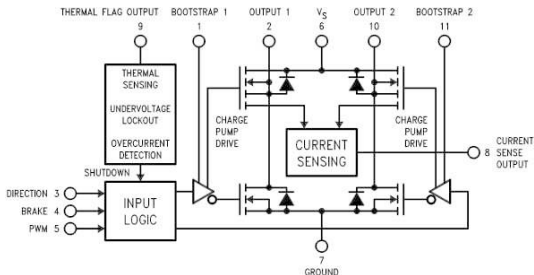 THERMAL FLAG OUTPUT
9
BOOTSTRAP 1
1
OUTPUT 1
2
VS
6
OUTPUT 2
10
BOOTSTRAP 2
11
THERMAL
SENSING
UNDERVOLTAGE
LOCKOUT
OVERCURRENT
DETECTION
SHUTDOWN
CHARGE
PUMP
DRIVE
CURRENT
SENSING
CHARGE
PUMP
DRIVE
8 CURRENT
SENSE
OUTPUT
DIRECTION 3
BRAKE 4
PWM 5
INPUT
LOGIC
7
GROUND